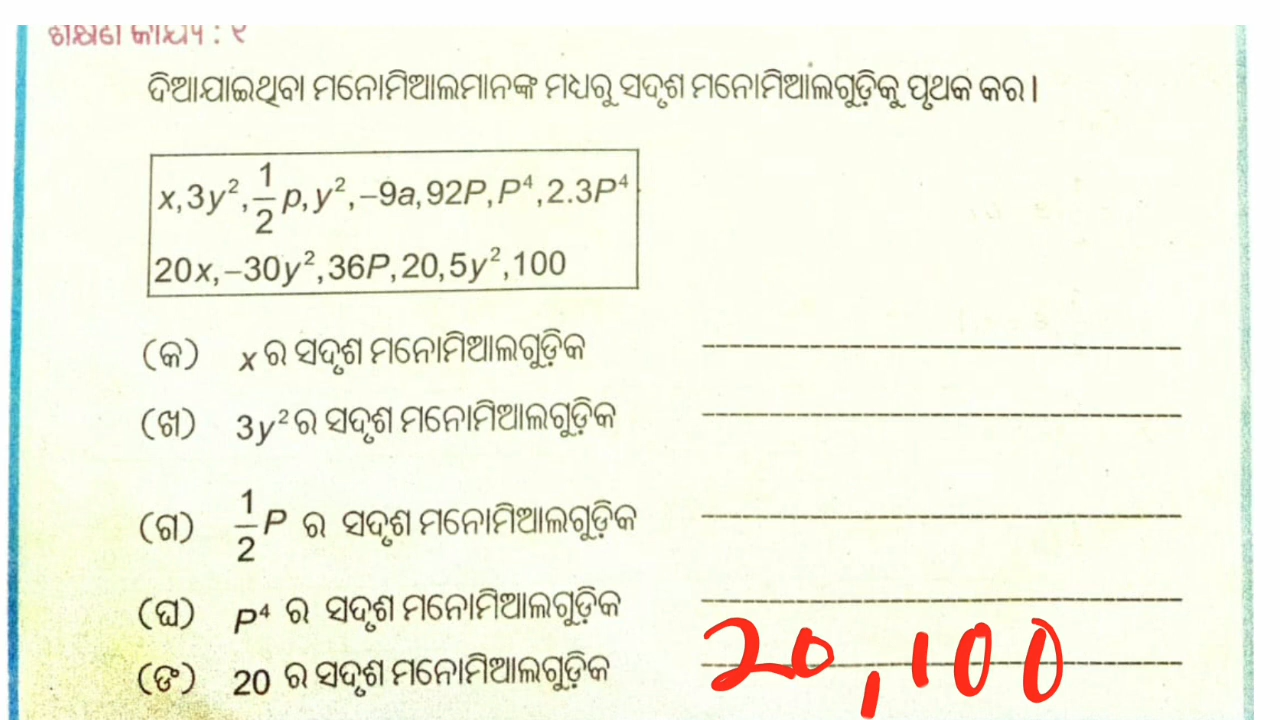 ଶିକ୍ଷଣ କାର୍ଯ୍ୟ : ୧
ଦିଆଯାଇଥିବା ମନୋମିଆଲମାନଙ୍କ ମଧ୍ୟରୁ ସଦୃଶ ମନୋମିଆଲଗୁଡ଼ିକୁ ପୃଥକ କର ।
x, 3y², 1/2 p, y², –9a, 92P, P⁴, 2.3P⁴
20x, –30y², 36P, 20, 5y², 100
(କ) x ର ସଦୃଶ ମନୋମିଆଲଗୁଡ଼ିକ
(ଖ) 3y² ର ସଦୃଶ ମନୋମିଆଲଗୁଡ଼ିକ
(ଗ) 1/2 P ର ସଦୃଶ ମନୋମିଆଲଗୁଡ଼ିକ
(ଘ) P⁴ ର ସଦୃଶ ମନୋମିଆଲଗୁଡ଼ିକ
(ଙ) 20 ର ସଦୃଶ ମନୋମିଆଲଗୁଡ଼ିକ 20, 100